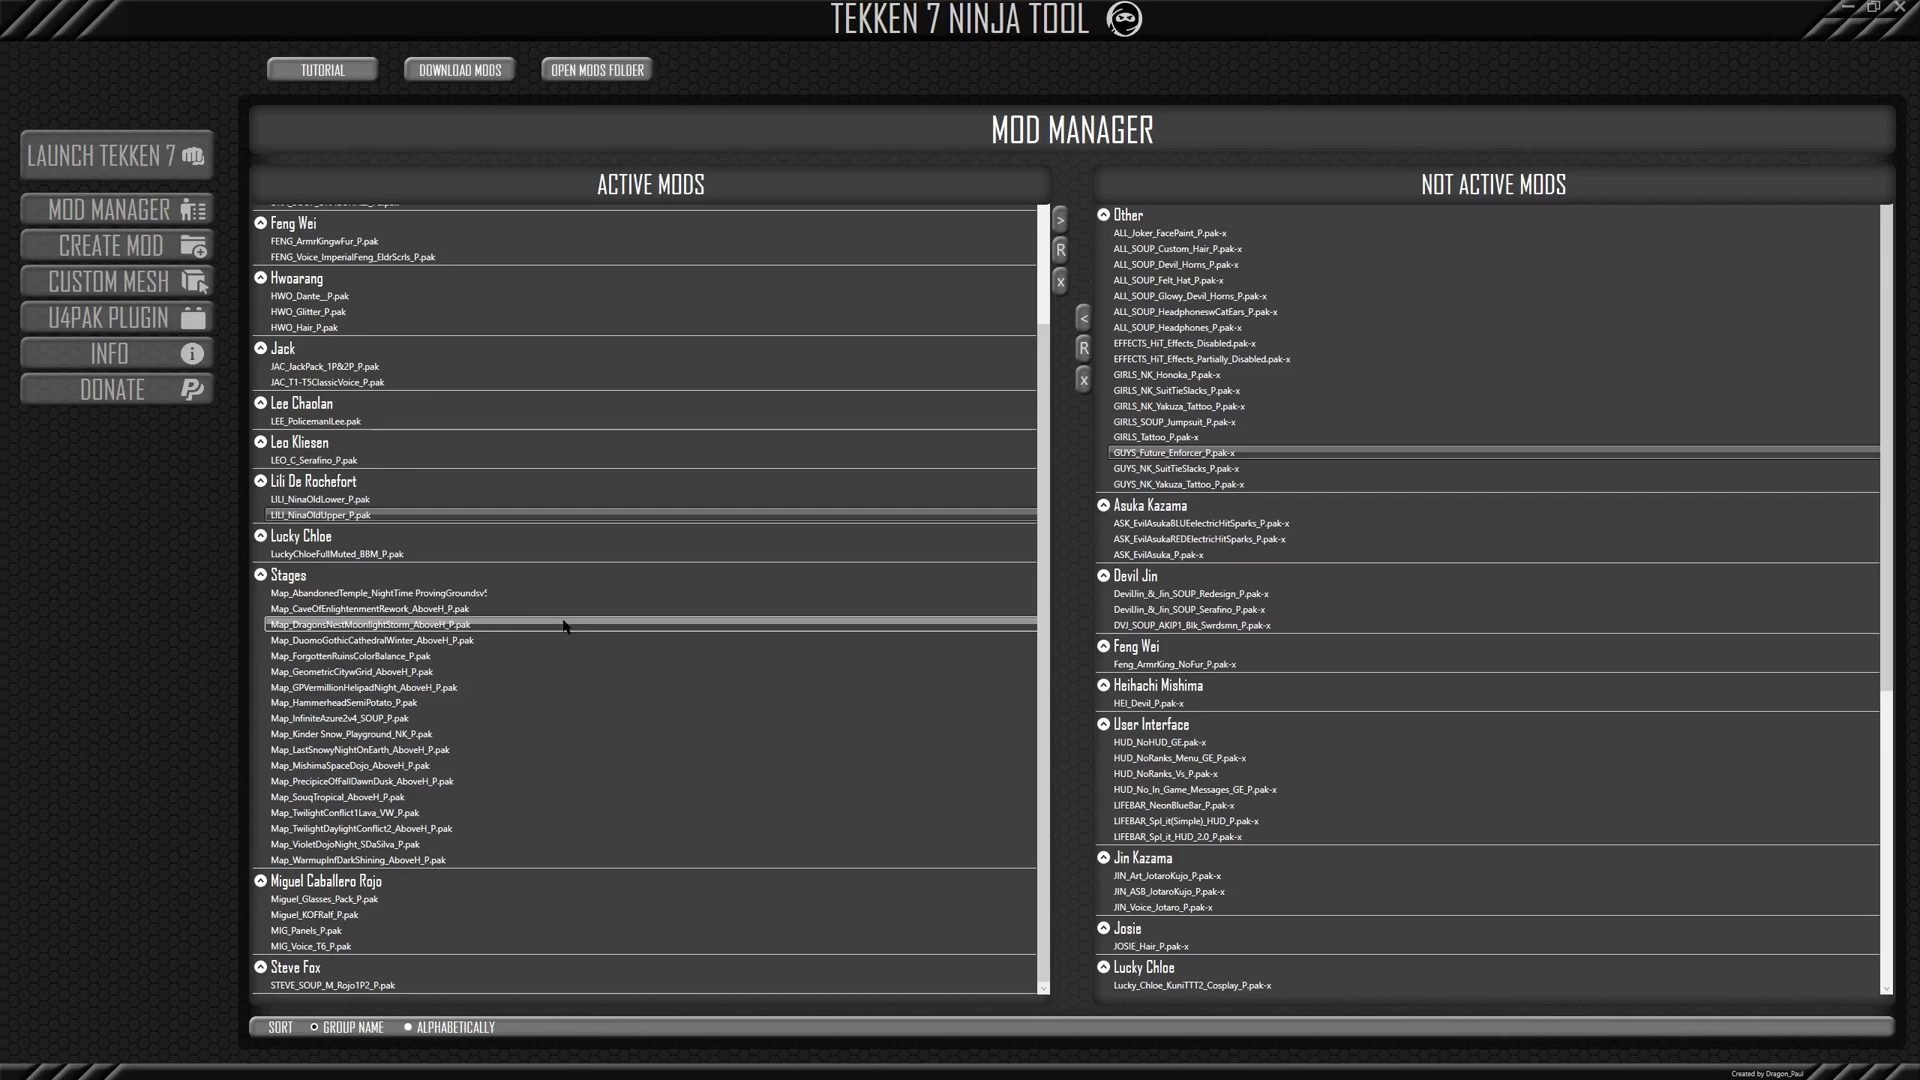 TEKKEN 7 NINJA TOOL
TUTORIAL
DOWNLOAD MODS
OPEN MODS FOLDER
LAUNCH TEKKEN 7
MOD MANAGER
CREATE MOD
CUSTOM MESH
U4PAK PLUGIN
INFO
DONATE
MOD MANAGER
ACTIVE MODS
Feng Wei
FENG_ArmrKingwFur_P.pak
FENG_Voice_ImperialFeng_EldrScrls_P.pak
Hwoarang
HWO_Dante__P.pak
HWO_Glitter_P.pak
HWO_Hair_P.pak
Jack
JAC_JackPack_1P&2P_P.pak
JAC_T1-T5ClassicVoice_P.pak
Lee Chaolan
LEE_PolicemanlLee.pak
Leo Kliesen
LEO_C_Serafino_P.pak
Lili De Rochefort
LILI_NinaOldLower_P.pak
LILI_NinaOldUpper_P.pak
Lucky Chloe
LuckyChloeFullMuted_BBM_P.pak
Stages
Map_AbandonedTemple_NightTime ProvingGroundsv
Map_CaveOfEnlightenmentRework_AboveH_P.pak
Map_DragonsNestMoonlightStorm_AboveH_P.pak
Map_DuomoGothicCathedralWinter_AboveH_P.pak
Map_ForgottenRuinsColorBalance_P.pak
Map_GeometricCitywGrid_AboveH_P.pak
Map_GPVermillionHelipadNight_AboveH_P.pak
Map_HammerheadSemiPotato_P.pak
Map_InfiniteAzure2v4_SOUP_P.pak
Map_Kinder Snow_Playground_NK_P.pak
Map_LastSnowyNightOnEarth_AboveH_P.pak
Map_MishimaSpaceDojo_AboveH_P.pak
Map_PrecipiceOfFallDawnDusk_AboveH_P.pak
Map_SouqTropical_AboveH_P.pak
Map_TwilightConflict1Lava_VW_P.pak
Map_TwilightDaylightConflict2_AboveH_P.pak
Map_VioletDojoNight_SDaSilva_P.pak
Map_WarmupInfDarkShining_AboveH_P.pak
Miguel Caballero Rojo
Miguel_Glasses_Pack_P.pak
Miguel_KOFRalf_P.pak
MIG_Panels_P.pak
MIG_Voice_T6_P.pak
Steve Fox
STEVE_SOUP_M_Rojo1P2_P.pak
>
R
x
<
R
x
NOT ACTIVE MODS
Other
ALL_Joker_FacePaint_P.pak-x
ALL_SOUP_Custom_Hair_P.pak-x
ALL_SOUP_Devil_Horns_P.pak-x
ALL_SOUP_Felt_Hat_P.pak-x
ALL_SOUP_Glowy_Devil_Horns_P.pak-x
ALL_SOUP_HeadphoneswCatEars_P.pak-x
ALL_SOUP_Headphones_P.pak-x
EFFECTS_HiT_Effects_Disabled.pak-x
EFFECTS_HiT_Effects_Partially_Disabled.pak-x
GIRLS_NK_Honoka_P.pak-x
GIRLS_NK_SuitTieSlacks_P.pak-x
GIRLS_NK_Yakuza_Tattoo_P.pak-x
GIRLS_SOUP_Jumpsuit_P.pak-x
GIRLS_Tattoo_P.pak-x
GUYS_Future_Enforcer_P.pak-x
GUYS_NK_SuitTieSlacks_P.pak-x
GUYS_NK_Yakuza_Tattoo_P.pak-x
Asuka Kazama
ASK_EvilAsukaBLUEelectricHitSparks_P.pak-x
ASK_EvilAsukaREDElectricHitSparks_P.pak-x
ASK_EvilAsuka_P.pak-x
Devil Jin
DevilJin_&_Jin_SOUP_Redesign_P.pak-x
DevilJin_&_Jin_SOUP_Serafino_P.pak-x
DVJ_SOUP_AKIP1_Blk_Swrdsmn_P.pak-x
Feng Wei
Feng_ArmrKing_NoFur_P.pak-x
Heihachi Mishima
HEI_Devil_P.pak-x
User Interface
HUD_NoHUD_GE.pak-x
HUD_NoRanks_Menu_GE_P.pak-x
HUD_NoRanks_Vs_P.pak-x
HUD_No_In_Game_Messages_GE_P.pak-x
LIFEBAR_NeonBlueBar_P.pak-x
LIFEBAR_Spl_it(Simple)_HUD_P.pak-x
LIFEBAR_Spl_it_HUD_2.0_P.pak-x
Jin Kazama
JIN_Art_JotaroKujo_P.pak-x
JIN_ASB_JotaroKujo_P.pak-x
JIN_Voice_Jotaro_P.pak-x
Josie
JOSIE_Hair_P.pak-x
Lucky Chloe
Lucky_Chloe_KuniTTT2_Cosplay_P.pak-x
SORT
GROUP NAME
ALPHABETICALLY
Created by Dragon_Paul